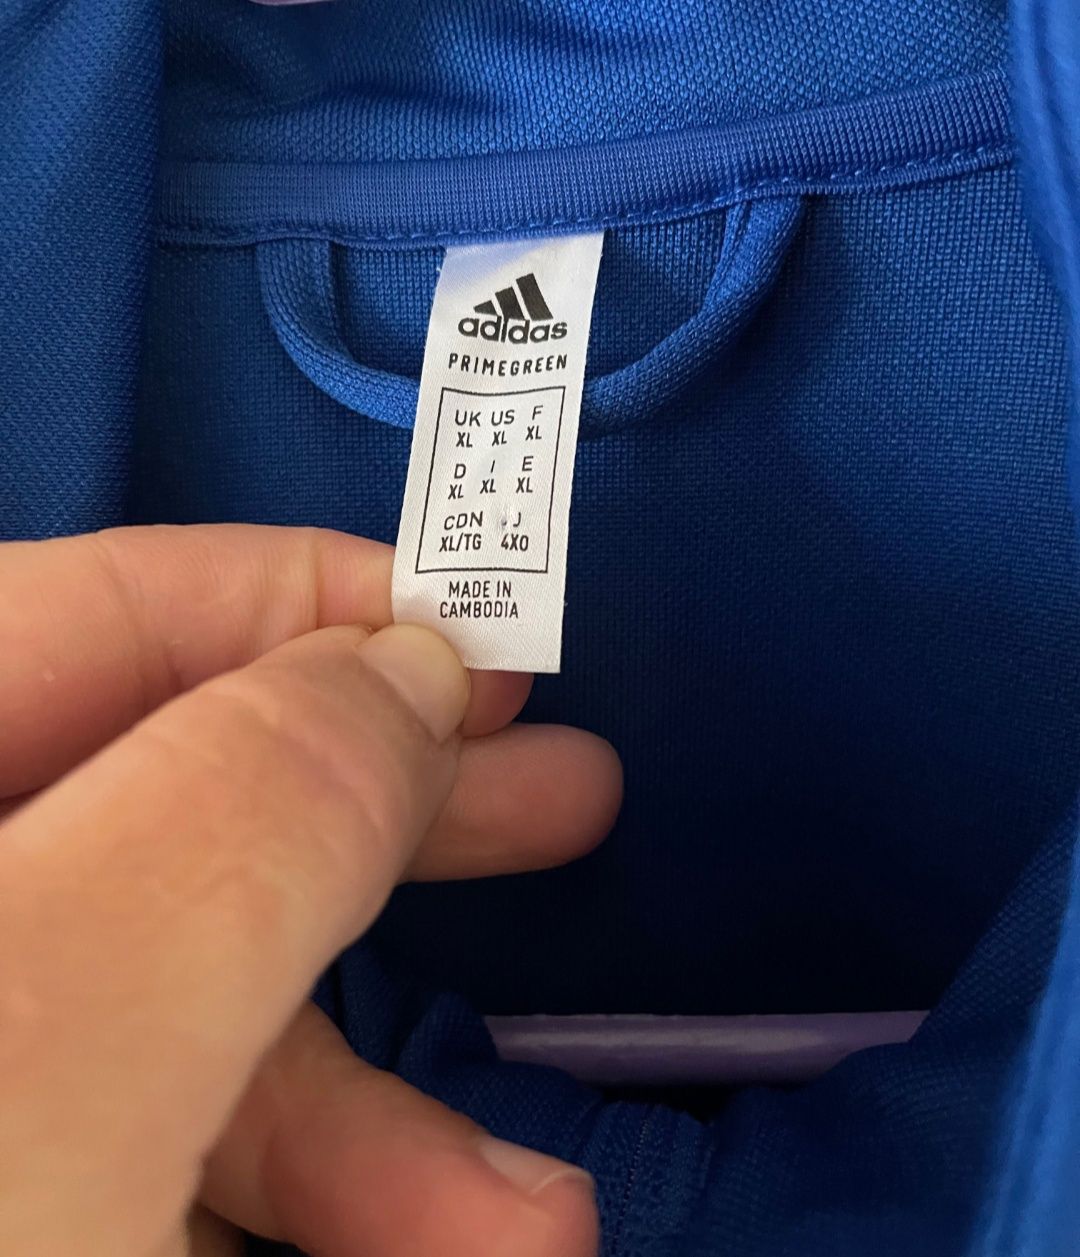 adidas
PRIMEGREEN
UK US F
XL XL XL
D I E
XL XL XL
CDN J
XL/TG 4XO
MADE IN
CAMBODIA